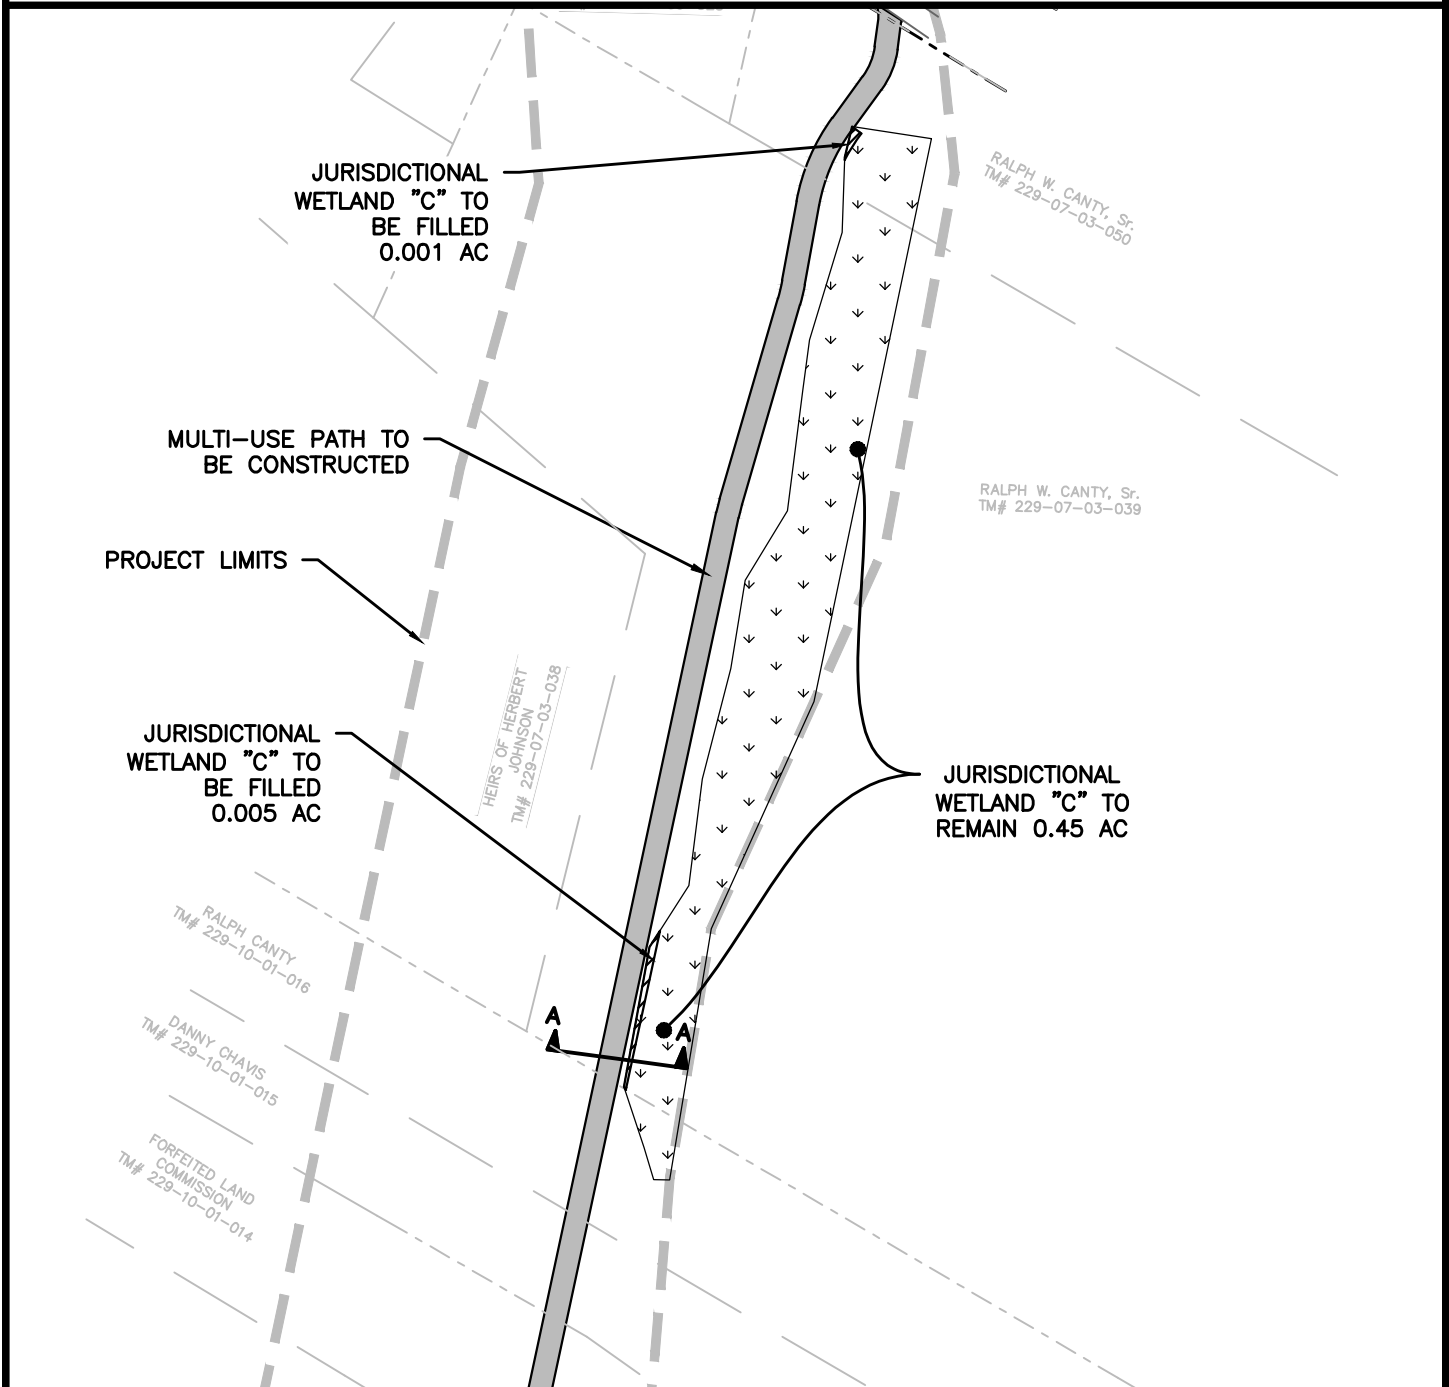 JURISDICTIONAL
WETLAND "C" TO
BE FILLED
0.001 AC
RALPH W. CANTY, Sr.
TM# 229-07-03-050
MULTI-USE PATH TO
BE CONSTRUCTED
RALPH W. CANTY, Sr.
TM# 229-07-03-039
PROJECT LIMITS
HEIRS OF HERBERT
JOHNSON
TM# 229-07-03-038
JURISDICTIONAL
WETLAND "C" TO
BE FILLED
0.005 AC
JURISDICTIONAL
WETLAND "C" TO
REMAIN 0.45 AC
RALPH CANTY
TM# 229-10-01-016
A
A
DANNY CHAVIS
TM# 229-10-01-015
FORFEITED LAND
COMMISSION
TM# 229-10-01-014